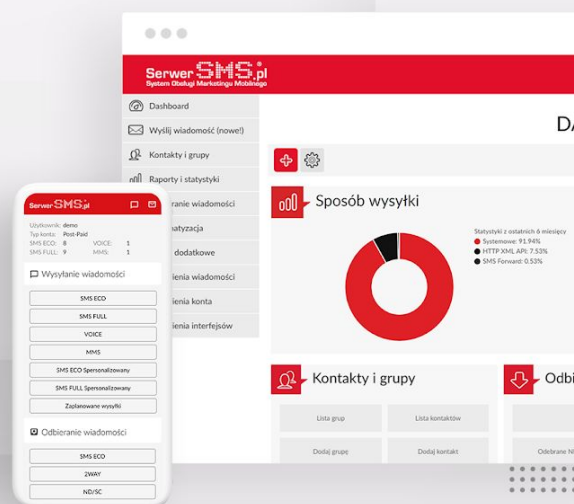 Serwer SMS.pl
System Obsługi Marketingu Mobilnego
Dashboard
Wyślij wiadomość (nowe!)
Kontakty i grupy
Raporty i statystyki
ranie wiadomości
atyzacja
dodatkowe
ienia wiadomości
ienia konta
ienia interfejsów
DA
Sposób wysyłki
Statystyki z ostatnich 6 miesięcy
Systemowe: 91.94%
HTTP XML API: 7.53%
SMS Forward: 0.53%
Kontakty i grupy
Lista grup
Lista kontaktów
Dodaj grupę
Dodaj kontakt
Odbi
Odebrane N
Serwer SMS.pl
Użytkownik: demo
Typ konta: Post-Paid
SMS ECO: 8 VOICE: 1
SMS FULL: 9 MMS: 1
Wysyłanie wiadomości
SMS ECO
SMS FULL
VOICE
MMS
SMS ECO Spersonalizowany
SMS FULL Spersonalizowany
Zaplanowane wysyłki
Odbieranie wiadomości
SMS ECO
2WAY
ND/SC